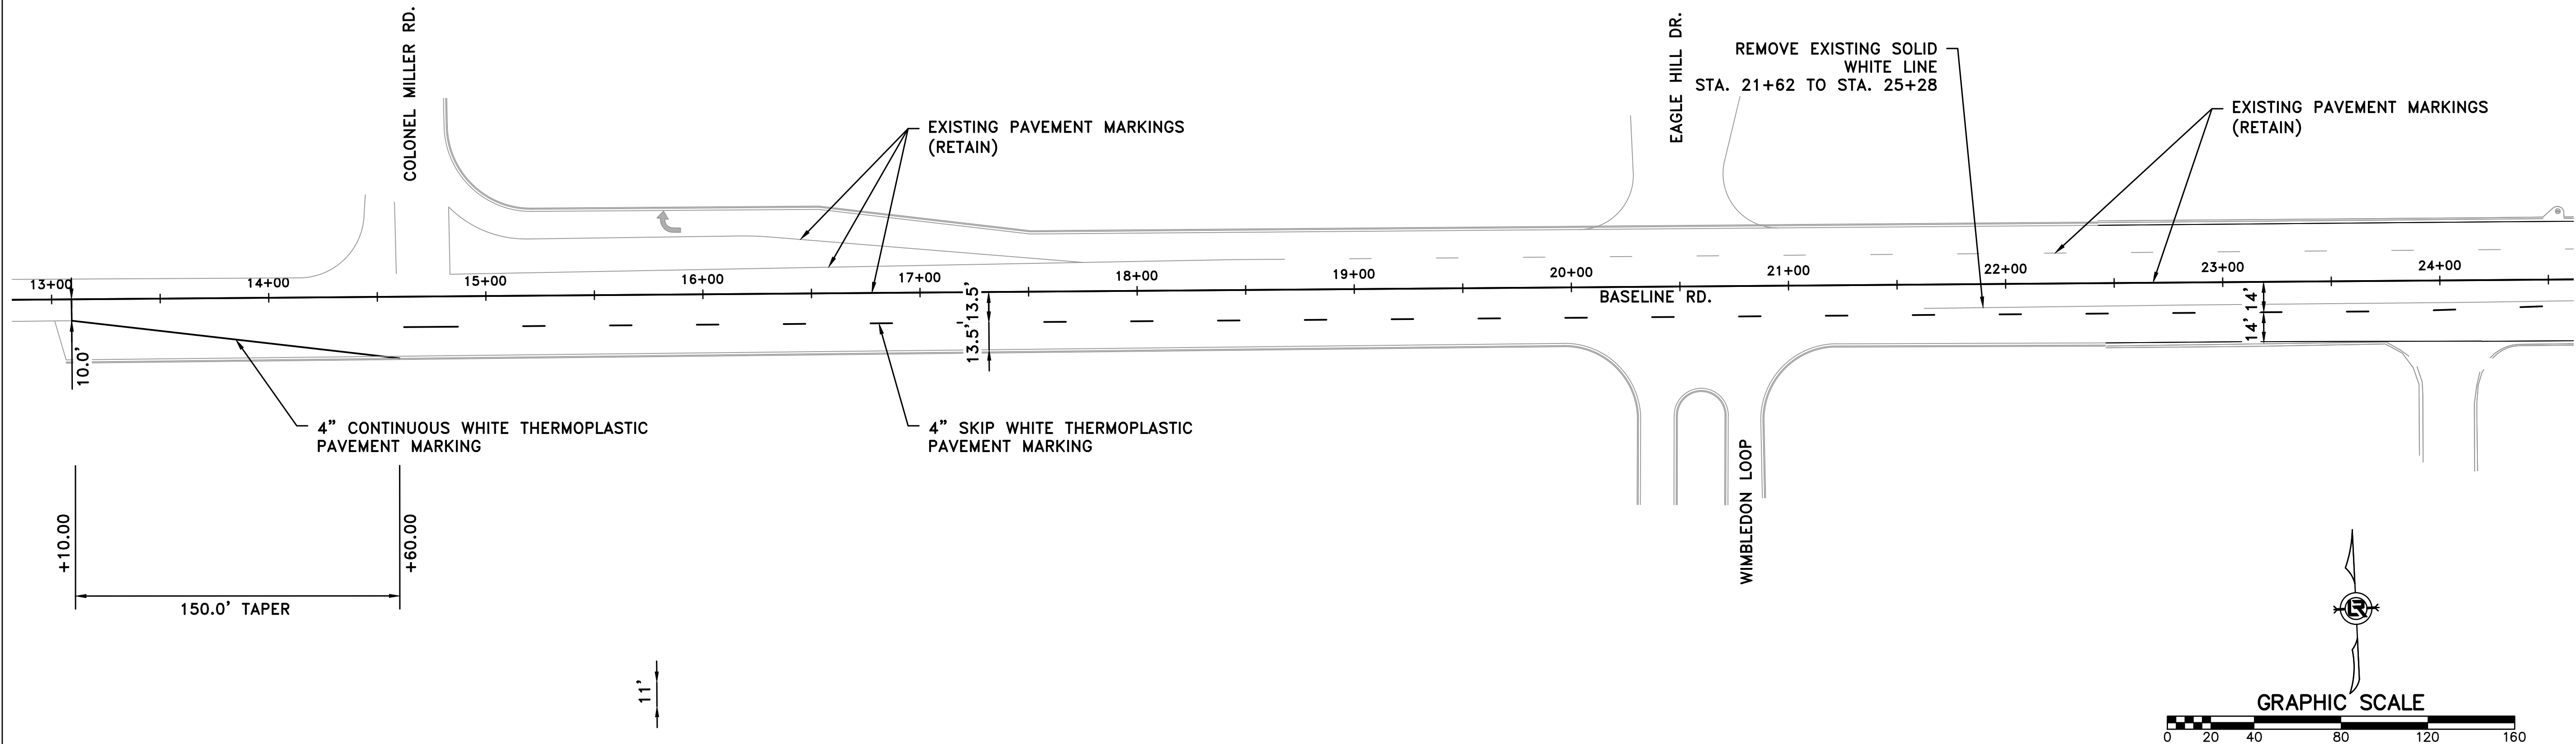 COLONEL MILLER RD.
EXISTING PAVEMENT MARKINGS
(RETAIN)
EAGLE HILL DR.
REMOVE EXISTING SOLID
WHITE LINE
STA. 21+62 TO STA. 25+28
EXISTING PAVEMENT MARKINGS
(RETAIN)
13+00
14+00
15+00
16+00
17+00
18+00
19+00
20+00
21+00
22+00
23+00
24+00
BASELINE RD.
10.0'
13.5'
13.5'
14'
14'
4" CONTINUOUS WHITE THERMOPLASTIC
PAVEMENT MARKING
4" SKIP WHITE THERMOPLASTIC
PAVEMENT MARKING
WIMBLEDON LOOP
+10.00
+60.00
150.0' TAPER
11'
LR
GRAPHIC SCALE
0 20 40 80 120 160